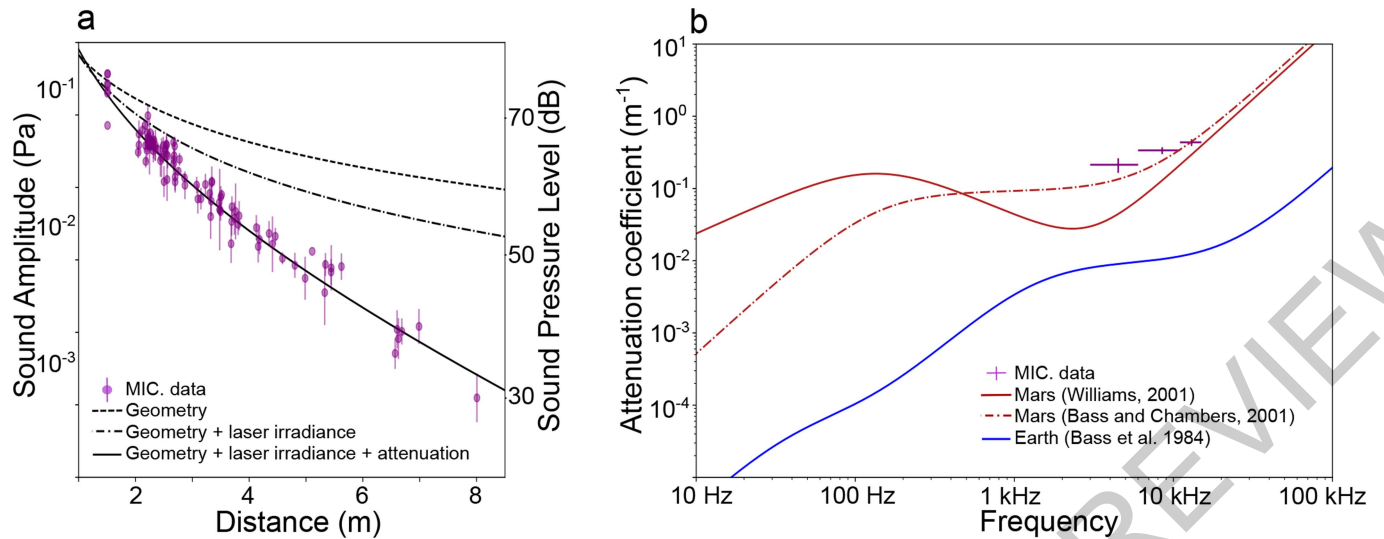 a
Sound Amplitude (Pa)
10-1
10-2
10-3
70
50
30
Sound Pressure Level (dB)
MIC. data
Geometry
Geometry + laser irradiance
Geometry + laser irradiance + attenuation
2
4
6
8
Distance (m)
b
Attenuation coefficient (m-1)
101
100
10-1
10-2
10-3
10-4
MIC. data
Mars (Williams, 2001)
Mars (Bass and Chambers, 2001)
Earth (Bass et al. 1984)
10 Hz
100 Hz
1 kHz
10 kHz
100 kHz
Frequency
REVIEW